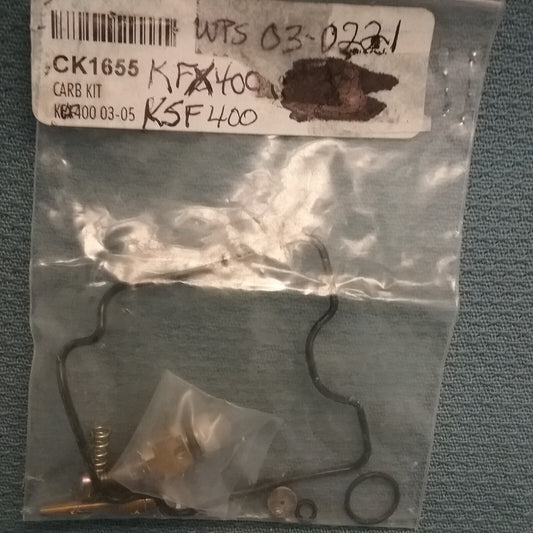 WPS 03-0221
CK1655 KFX400
CARB KIT
400 03-05 KSF400